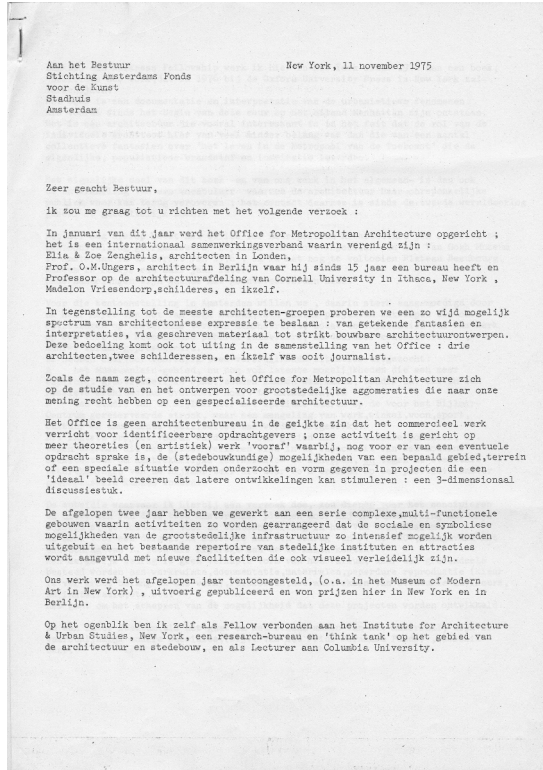 Aan het Bestuur New York, 11 november 1975
Stichting Amsterdams Fonds
voor de Kunst
Stadhuis
Amsterdam
Zeer geacht Bestuur,
ik zou me graag tot u richten met het volgende verzoek :
In januari van dit jaar werd het Office for Metropolitan Architecture opgericht ;
het is een internationaal samenwerkingsverband waarin verenigd zijn :
Elia & Zoe Zenghelis, architecten in Londen,
Prof. O.M.Ungers, architect in Berlijn waar hij sinds 15 jaar een bureau heeft en
Professor op de architectuurafdeling van Cornell University in Ithaca, New York ,
Madelon Vriesendorp,schilderes, en ikzelf.
In tegenstelling tot de meeste architecten-groepen proberen we een zo wijd mogelijk
spectrum van architectoniese expressie te beslaan : van getekende fantasien en
interpretaties, via geschreven materiaal tot strikt bouwbare architectuurontwerpen.
Deze bedoeling komt ook tot uiting in de samenstelling van het Office : drie
architecten,twee schilderessen, en ikzelf was ooit journalist.
Zoals de naam zegt, concentreert het Office for Metropolitan Architecture zich
op de studie van en het ontwerpen voor grootstedelijke aggomeraties die naar onze
mening recht hebben op een gespecialiseerde architectuur.
Het Office is geen architectenbureau in de geijkte zin dat het commercieel werk
verricht voor identificeerbare opdrachtgevers ; onze activiteit is gericht op
meer theoreties (en artistiek) werk 'vooraf' waarbij, nog voor er van een eventuele
opdracht sprake is, de (stedebouwkundige) mogelijkheden van een bepaald gebied,terrein
of een speciale situatie worden onderzocht en vorm gegeven in projecten die een
'ideaal' beeld creeren dat latere ontwikkelingen kan stimuleren : een 3-dimensionaal
discussiestuk.
De afgelopen twee jaar hebben we gewerkt aan een serie complexe,multi-functionele
gebouwen waarin activiteiten zo worden gearrangeerd dat de sociale en symboliese
mogelijkheden van de grootstedelijke infrastructuur zo intensief mogelijk worden
uitgebuit en het bestaande repertoire van stedelijke instituten en attracties
wordt aangevuld met nieuwe faciliteiten die ook visueel verleidelijk zijn.
Ons werk werd het afgelopen jaar tentoongesteld, (o.a. in het Museum of Modern
Art in New York) , uitvoerig gepubliceerd en won prijzen hier in New York en in
Berlijn.
Op het ogenblik ben ik zelf als Fellow verbonden aan het Institute for Architecture
& Urban Studies, New York, een research-bureau en 'think tank' op het gebied van
de architectuur en stedebouw, en als Lecturer aan Columbia University.